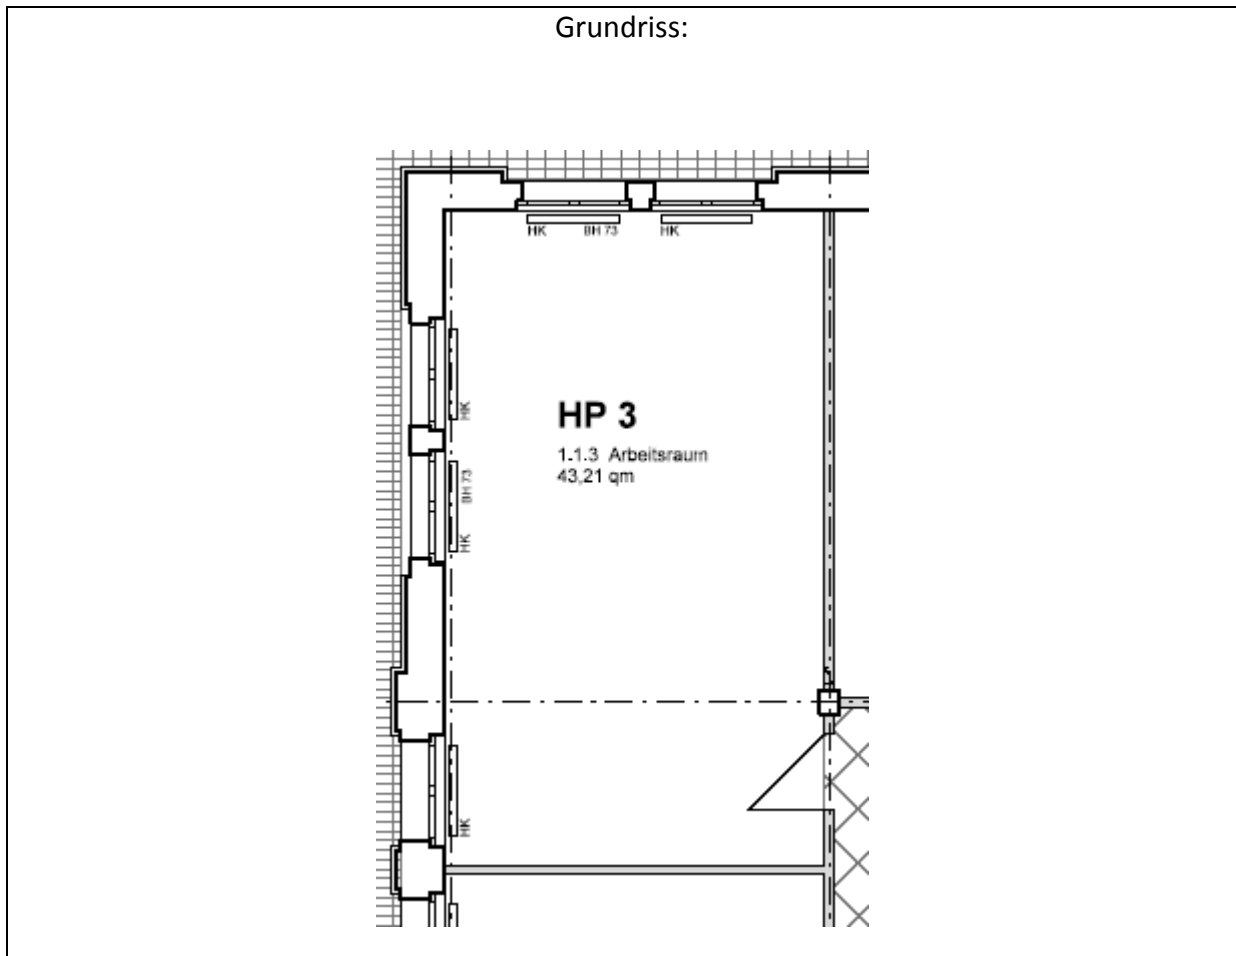 Grundriss:
HK BH 73 HK
HK
HP 3
1.1.3 Arbeitsraum
43,21 qm
BH 73
HK
HK